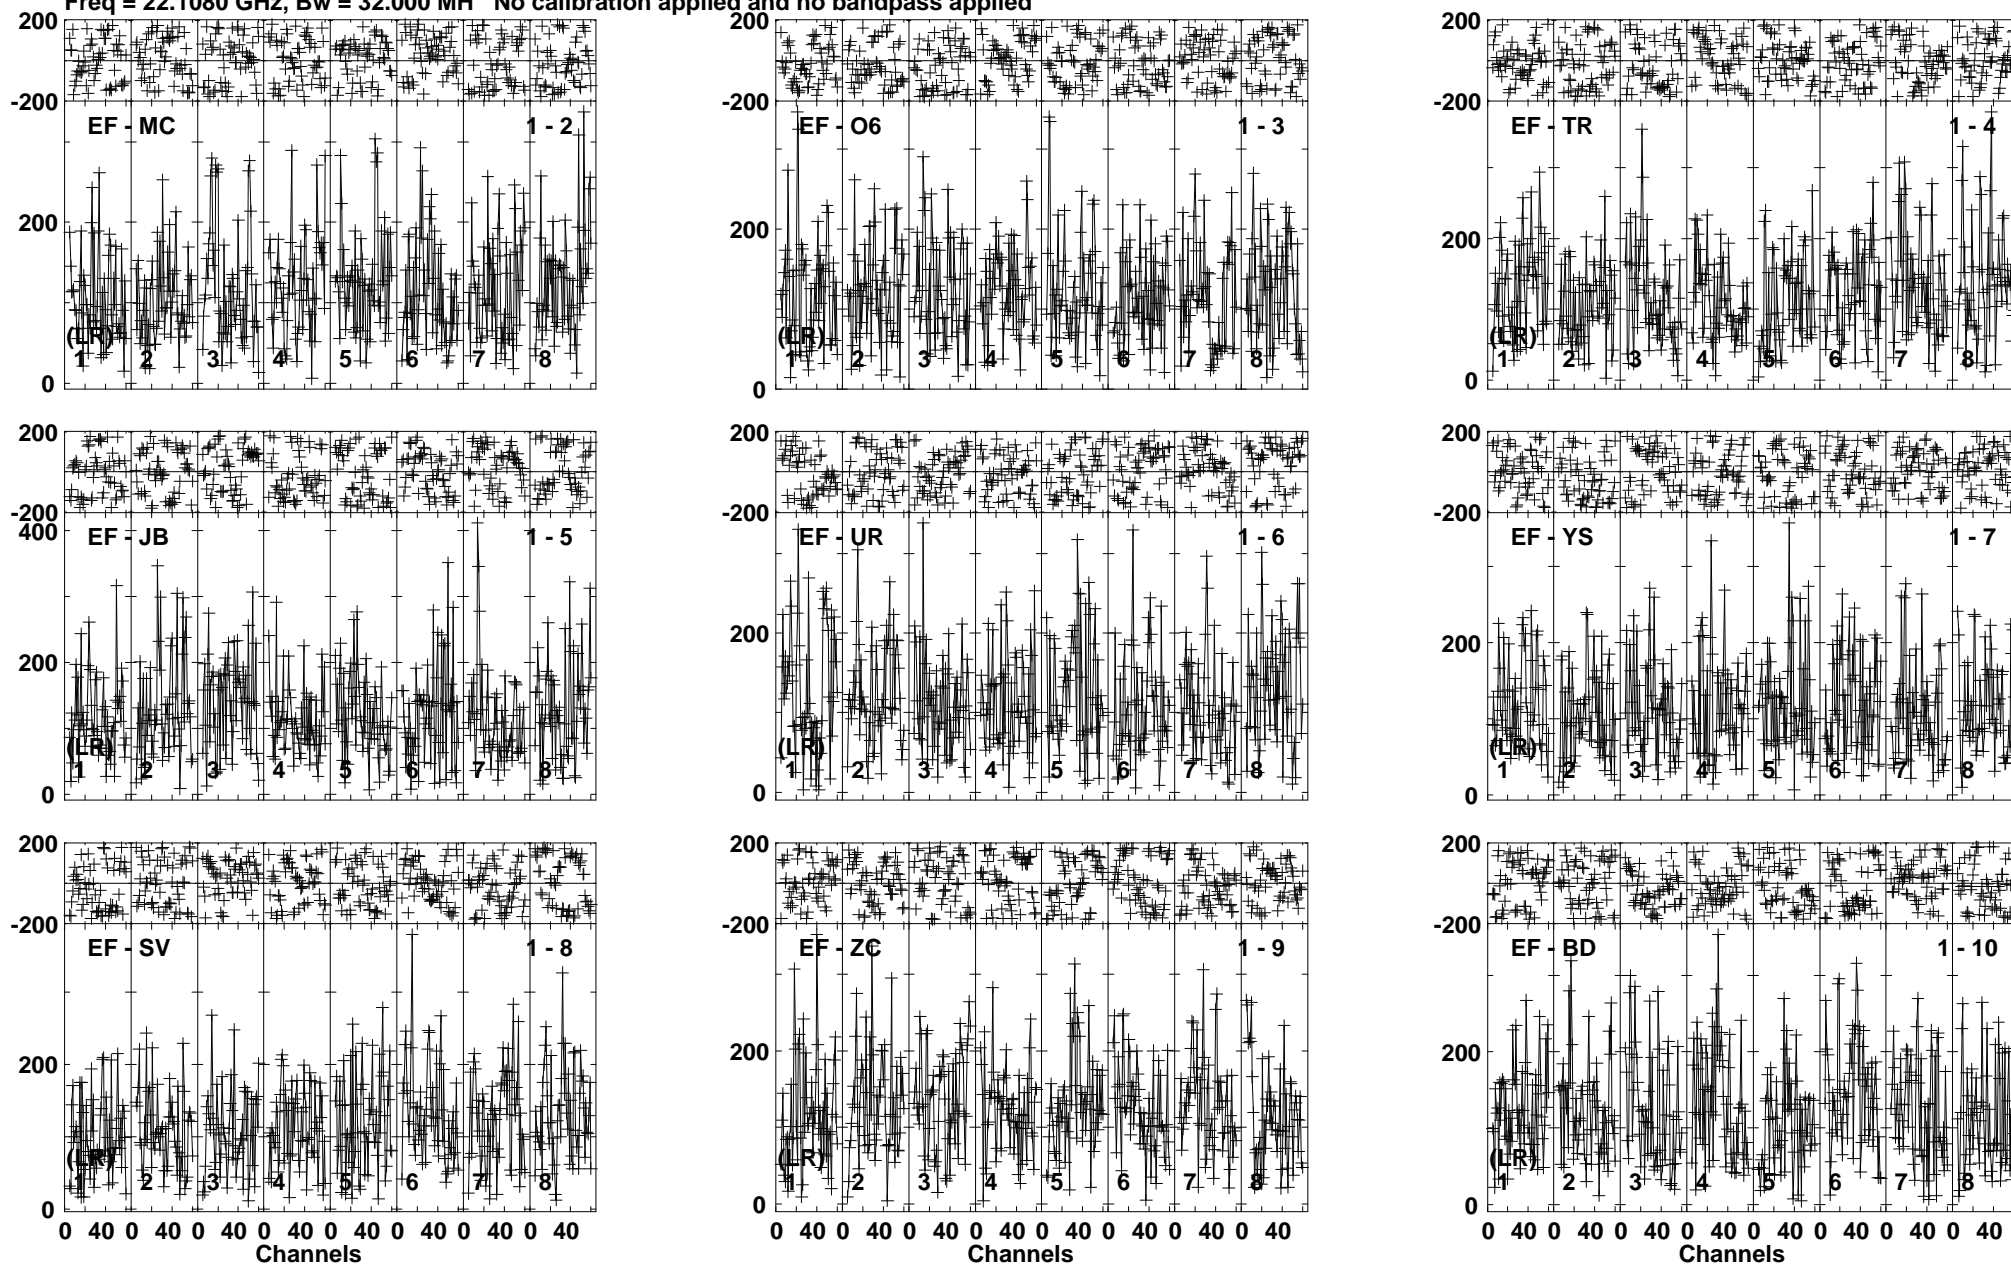 Freq = 22.1080 GHz, Bw = 32.000 MH No calibration applied and no bandpass applied
200 200 200
-200 -200 -200
EF - MC 1 - 2 EF - O6 1 - 3 EF - TR 1 - 4
200 200 200
(LR) (LR) (LR)
1 2 3 4 5 6 7 8 1 2 3 4 5 6 7 8 1 2 3 4 5 6 7 8
0 0 0
200 200 200
-200 -200 -200
400
EF - JB 1 - 5 EF - UR 1 - 6 EF - YS 1 - 7
200 200 200
(LR) (LR) (LR)
1 2 3 4 5 6 7 8 1 2 3 4 5 6 7 8 1 2 3 4 5 6 7 8
0 0 0
200 200 200
-200 -200 -200
EF - SV 1 - 8 EF - ZC 1 - 9 EF - BD 1 - 10
200 200 200
(LR) (LR) (LR)
1 2 3 4 5 6 7 8 1 2 3 4 5 6 7 8 1 2 3 4 5 6 7 8
0 0 0
0 40 0 40 0 40 0 40 0 40 0 40 0 40 0 40 0 40 0 40 0 40 0 40 0 40 0 40 0 40 0 40 0 40 0 40 0 40 0 40 0 40 0 40 0 40 0 40
Channels Channels Channels